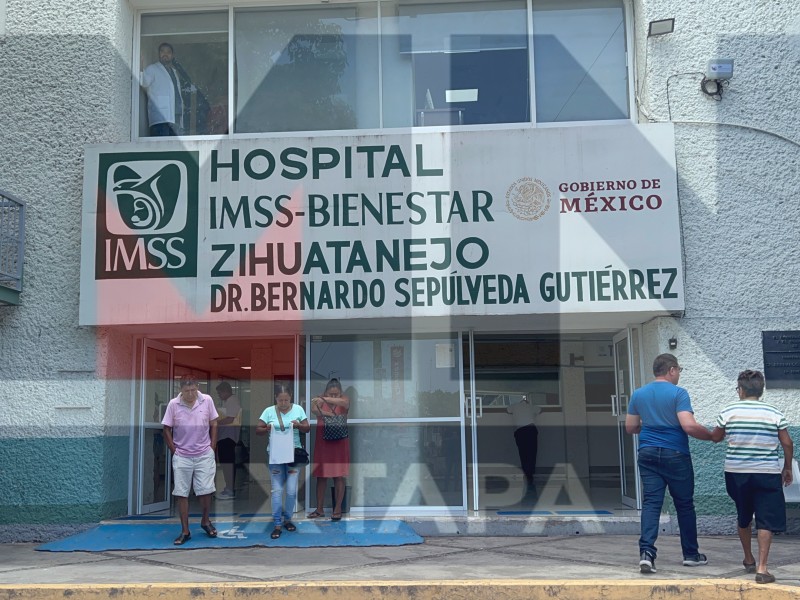 HOSPITAL
IMSS-BIENESTAR
ZIHUATANEJO
DR. BERNARDO SEPÚLVEDA GUTIÉRREZ
IMSS
GOBIERNO DE
MÉXICO
IXTAPA